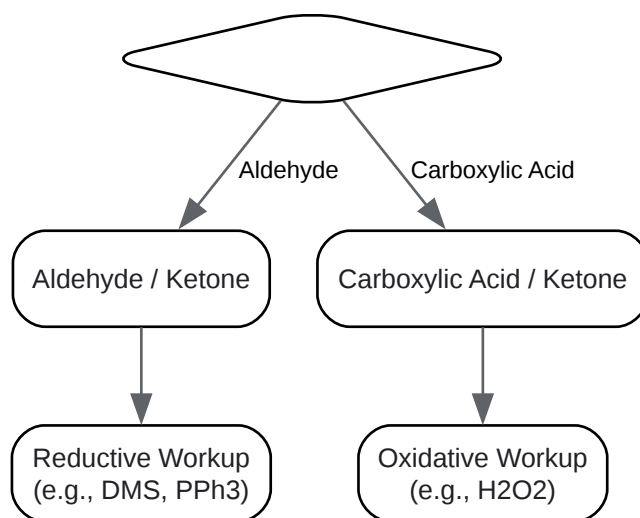 Aldehyde
Carboxylic Acid
Aldehyde / Ketone
Carboxylic Acid / Ketone
Reductive Workup
(e.g., DMS, PPh3)
Oxidative Workup
(e.g., H2O2)